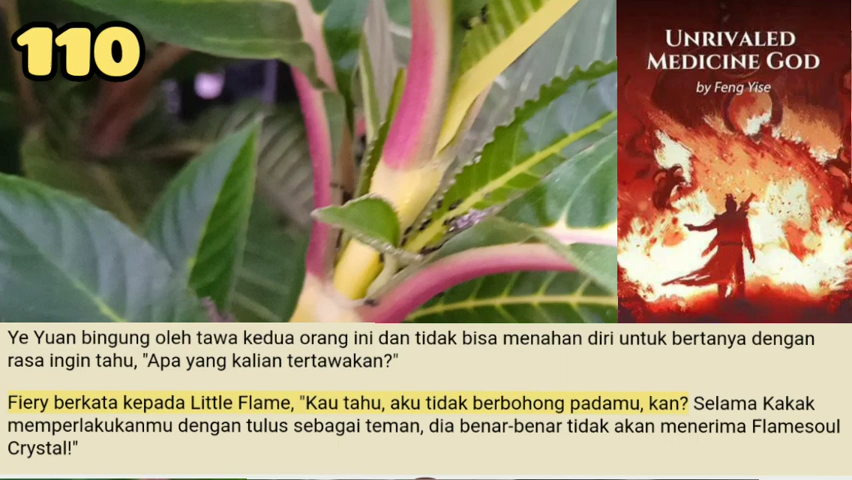 110
UNRIVALED
MEDICINE GOD
by Feng Yise
Ye Yuan bingung oleh tawa kedua orang ini dan tidak bisa menahan diri untuk bertanya dengan
rasa ingin tahu, "Apa yang kalian tertawakan?"
Fiery berkata kepada Little Flame, "Kau tahu, aku tidak berbohong padamu, kan? Selama Kakak
memperlakukanmu dengan tulus sebagai teman, dia benar-benar tidak akan menerima Flamesoul
Crystal!"